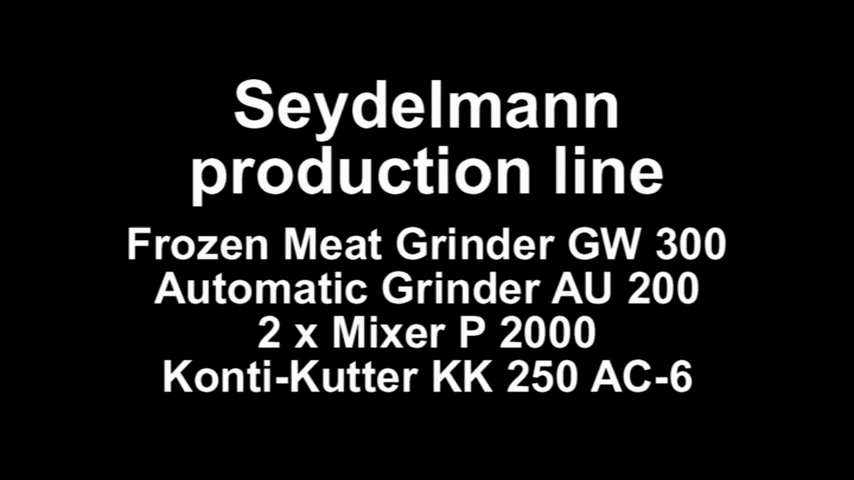 Seydelmann
production line
Frozen Meat Grinder GW 300
Automatic Grinder AU 200
2 x Mixer P 2000
Konti-Kutter KK 250 AC-6